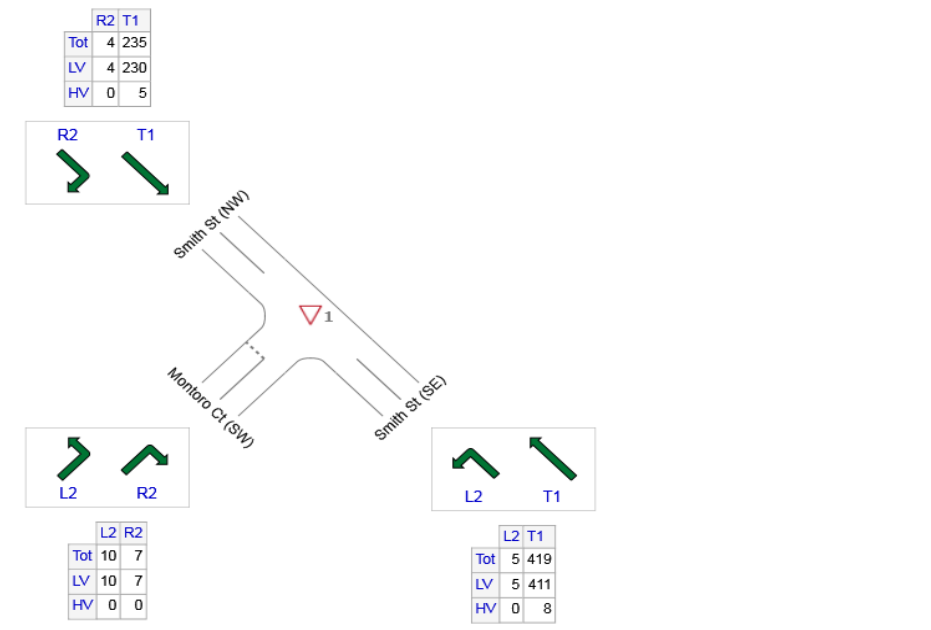 R2 T1
Tot 4 235
LV 4 230
HV 0 5
R2 T1
Smith St (NW)
1
Montoro Ct (SW)
Smith St (SE)
L2 R2
L2 T1
L2 R2
Tot 10 7
LV 10 7
HV 0 0
L2 T1
Tot 5 419
LV 5 411
HV 0 8